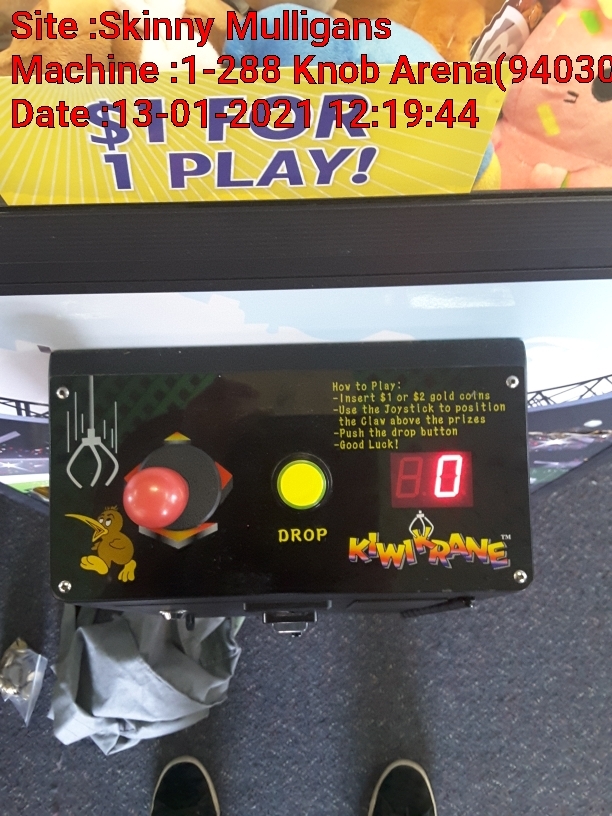 Site :Skinny Mulligans
Machine :1-288 Knob Arena(94030
Date :13-01-2021 12:19:44
$1 FOR
1 PLAY!
How to Play:
-Insert $1 or $2 gold coins
-Use the Joystick to position
the Claw above the prizes
-Push the drop button
-Good Luck!
0
DROP
KIWI KRANE™